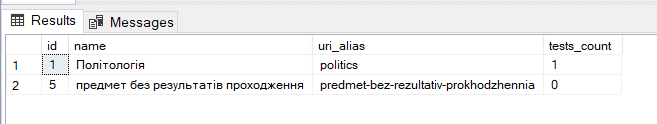 Results Messages
id name uri_alias tests_count
1 1 Політологія politics 1
2 5 предмет без результатів проходження predmet-bez-rezultativ-prokhodzhennia 0